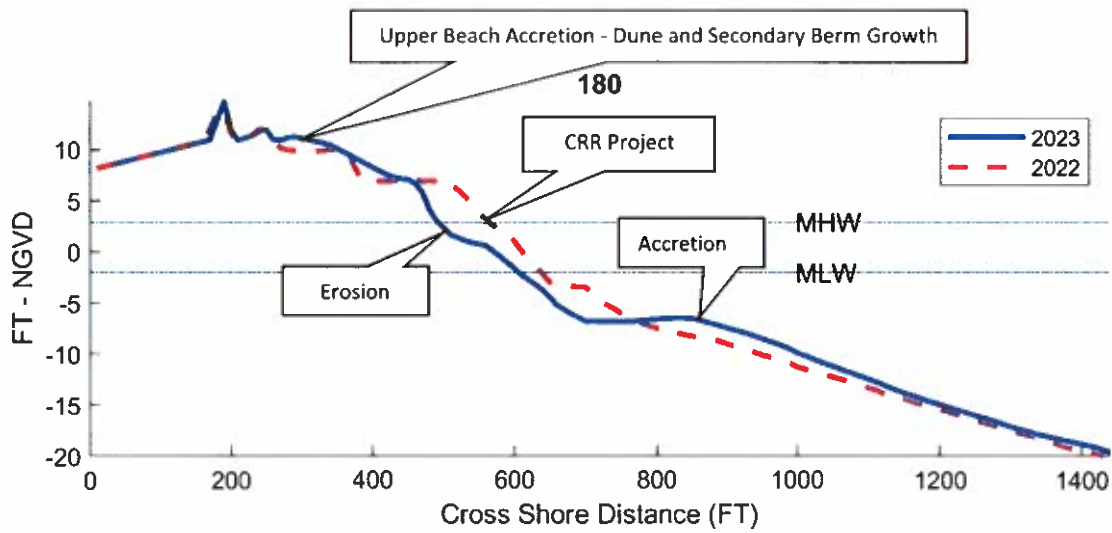 Upper Beach Accretion - Dune and Secondary Berm Growth
180
CRR Project
2023
2022
MHW
Accretion
MLW
Erosion
FT - NGVD
10
5
0
-5
-10
-15
-20
0 200 400 600 800 1000 1200 1400
Cross Shore Distance (FT)